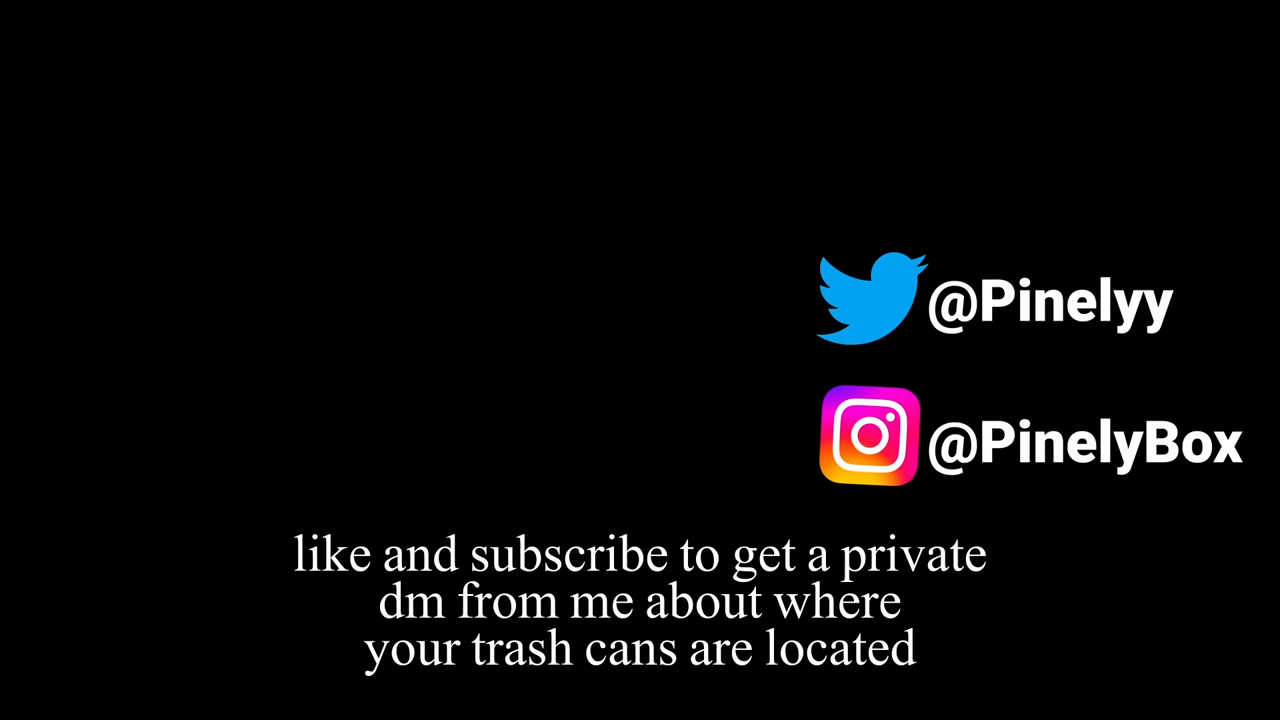 @Pinelyy
@PinelyBox
like and subscribe to get a private
dm from me about where
your trash cans are located